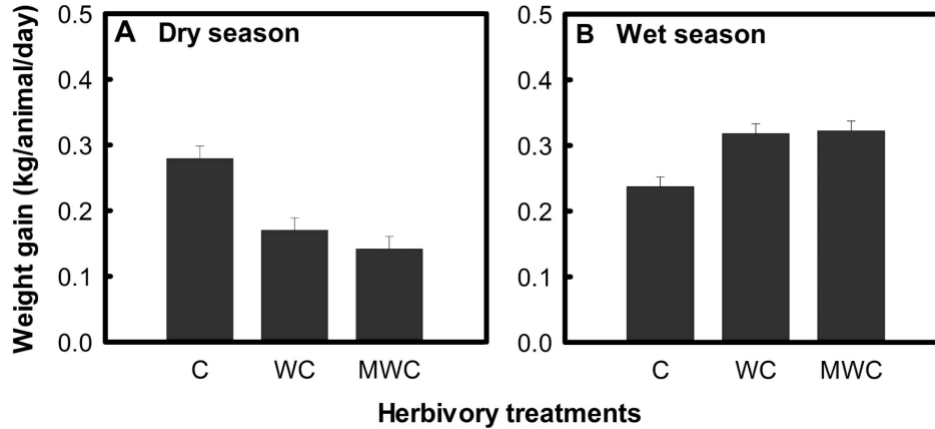 A Dry season
B Wet season
Weight gain (kg/animal/day)
0.5
0.4
0.3
0.2
0.1
0.0
C WC MWC
0.5
0.4
0.3
0.2
0.1
0.0
C WC MWC
Herbivory treatments